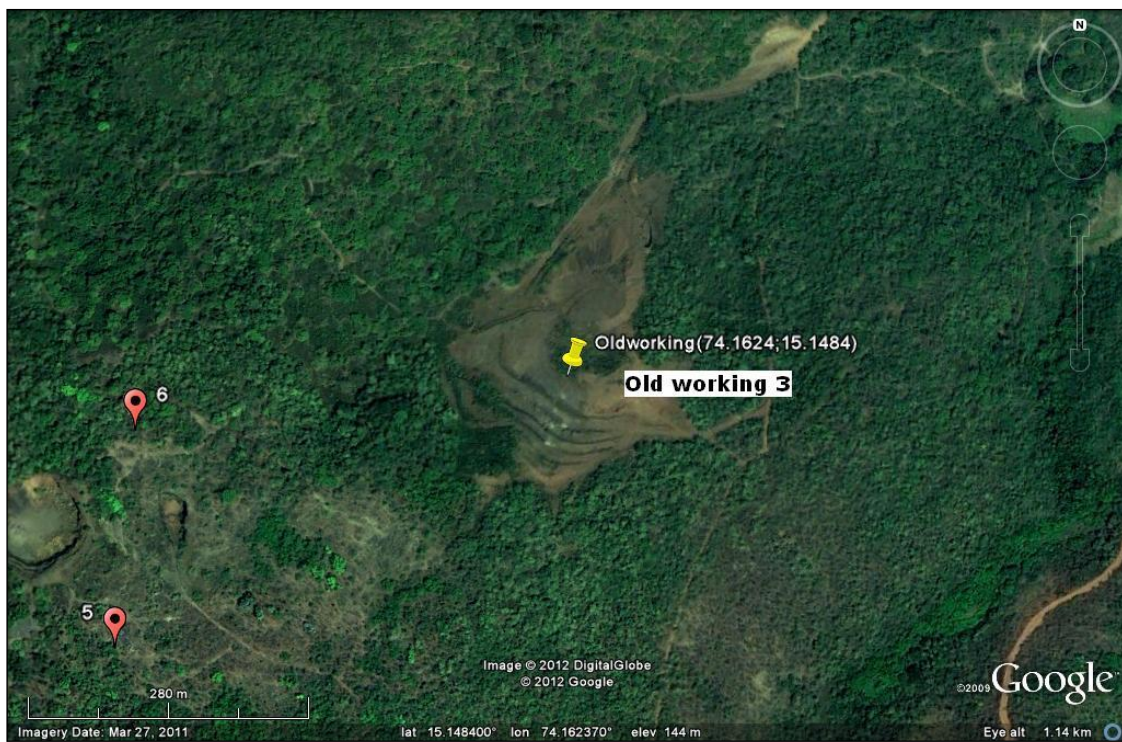 N
Oldworking(74.1624;15.1484)
Old working 3
6
5
Image © 2012 DigitalGlobe
© 2012 Google
©2009 Google
280 m
Imagery Date: Mar 27, 2011 lat 15.148400° lon 74.162370° elev 144 m Eye alt 1.14 km